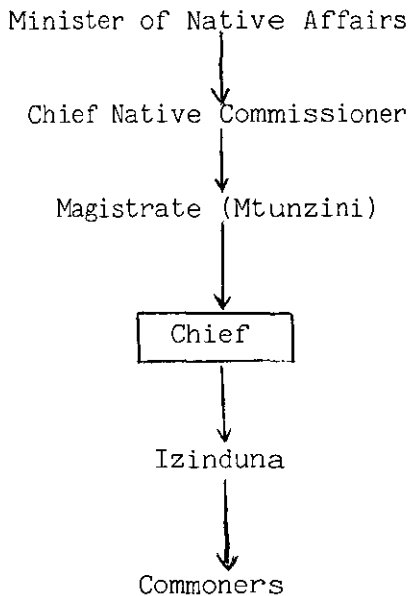 Minister of Native Affairs
Chief Native Commissioner
Magistrate (Mtunzini)
Chief
Izinduna
Commoners